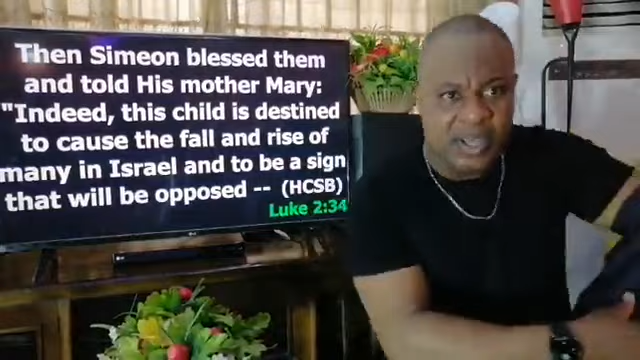 Then Simeon blessed them
and told His mother Mary:
"Indeed, this child is destined
to cause the fall and rise of
many in Israel and to be a sign
that will be opposed -- (HCSB)
Luke 2:34
LG